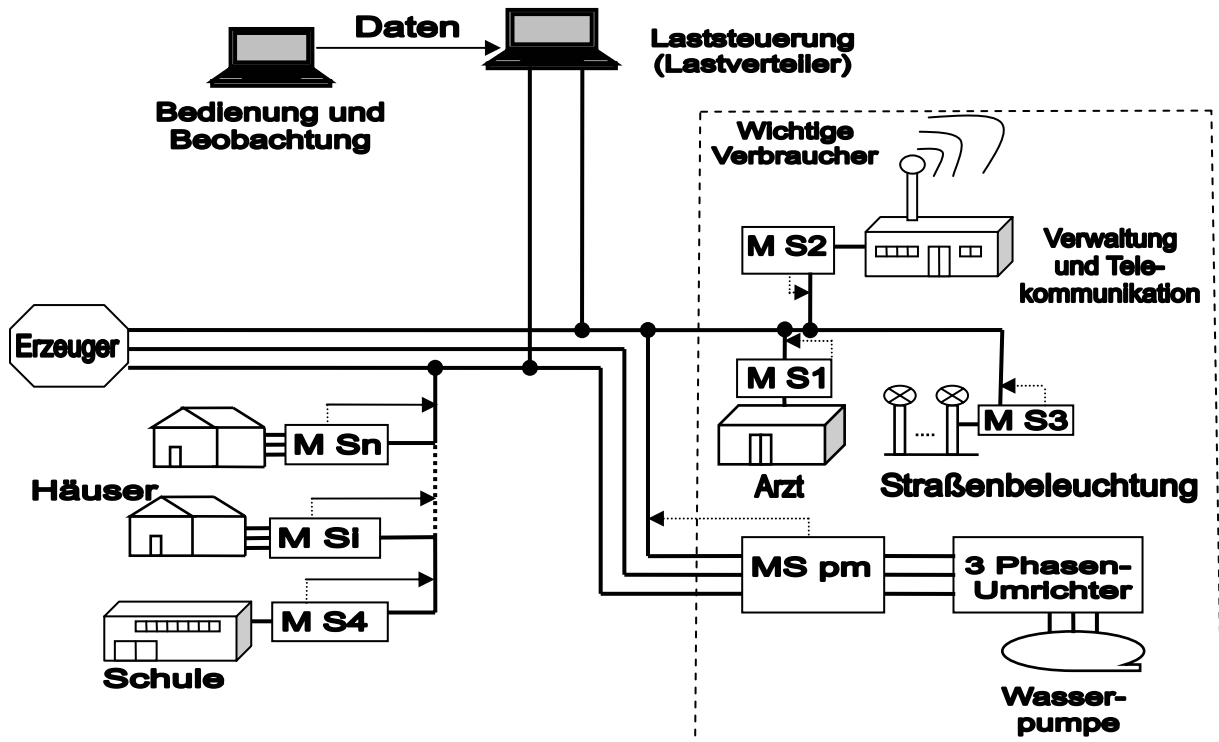 Daten
Laststeuerung
(Lastverteiler)
Bedienung und
Beobachtung
Wichtige
Verbraucher
M S2
Verwaltung
und Tele-
kommunikation
Erzeuger
M S1
M S3
Arzt
Straßenbeleuchtung
M Sn
Häuser
M Si
MS pm
3 Phasen-
Umrichter
M S4
Schule
Wasser-
pumpe